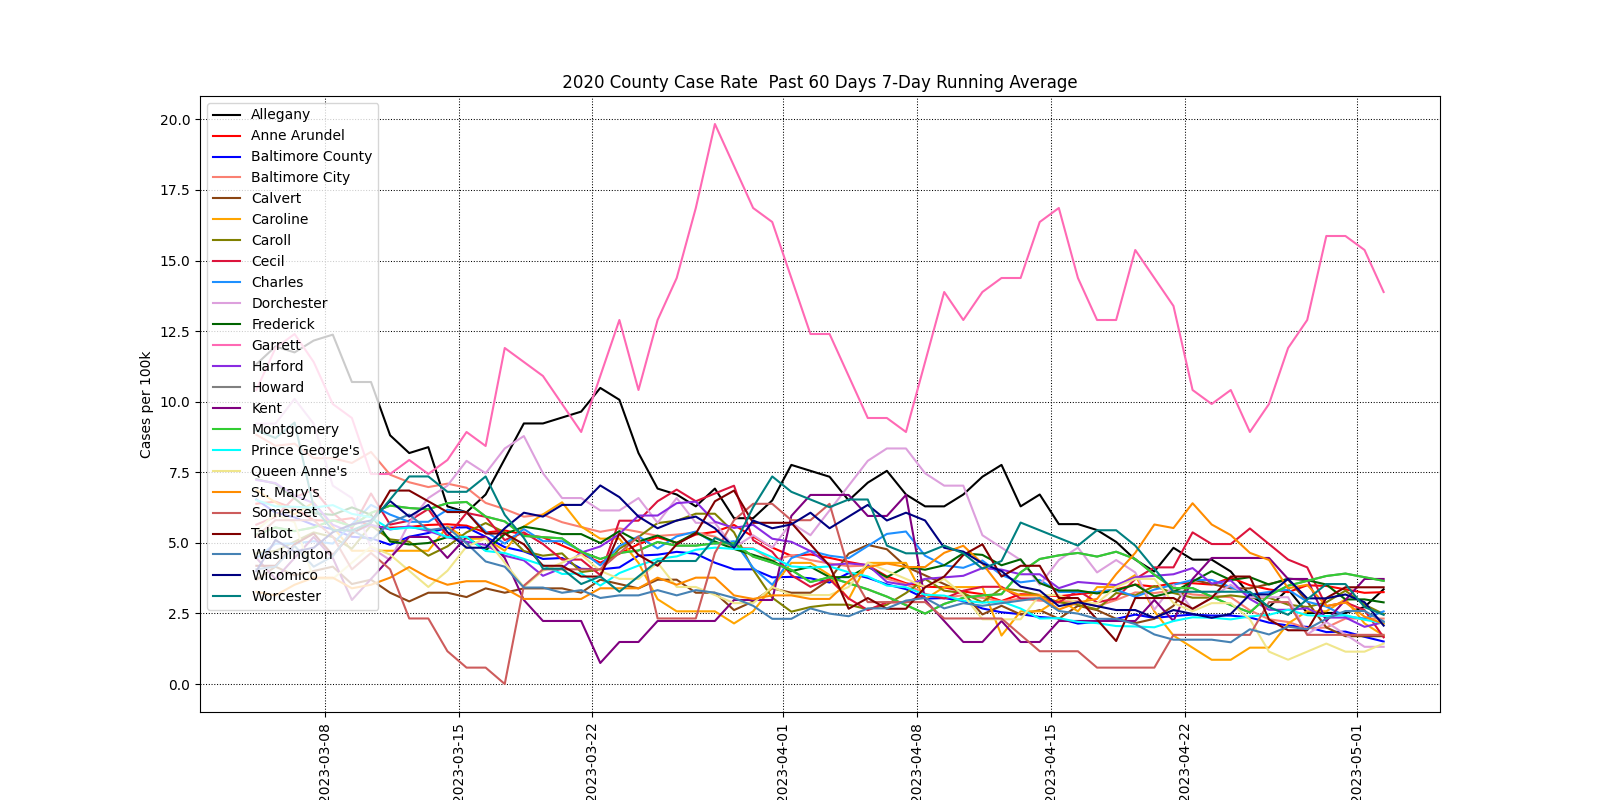 2020 County Case Rate  Past 60 Days 7-Day Running Average
Cases per 100k
20.0
17.5
15.0
12.5
10.0
7.5
5.0
2.5
0.0
Allegany
Anne Arundel
Baltimore County
Baltimore City
Calvert
Caroline
Caroll
Cecil
Charles
Dorchester
Frederick
Garrett
Harford
Howard
Kent
Montgomery
Prince George's
Queen Anne's
St. Mary's
Somerset
Talbot
Washington
Wicomico
Worcester
2023-03-08
2023-03-15
2023-03-22
2023-04-01
2023-04-08
2023-04-15
2023-04-22
2023-05-01